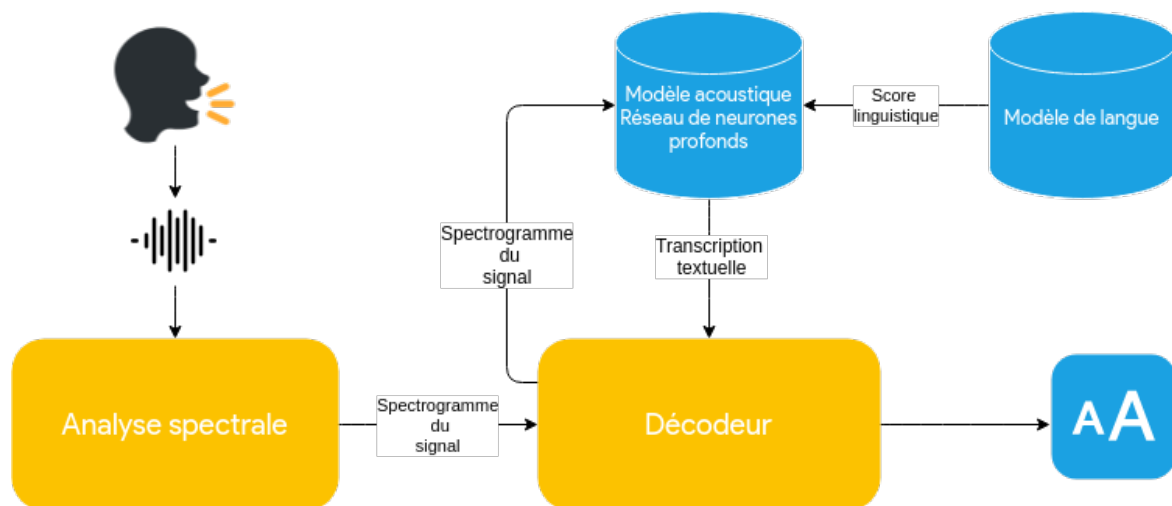 Modèle acoustique
Réseau de neurones
profonds
Score
linguistique
Modèle de langue
Spectrogramme
du
signal
Transcription
textuelle
Analyse spectrale
Spectrogramme
du
signal
Décodeur
AA